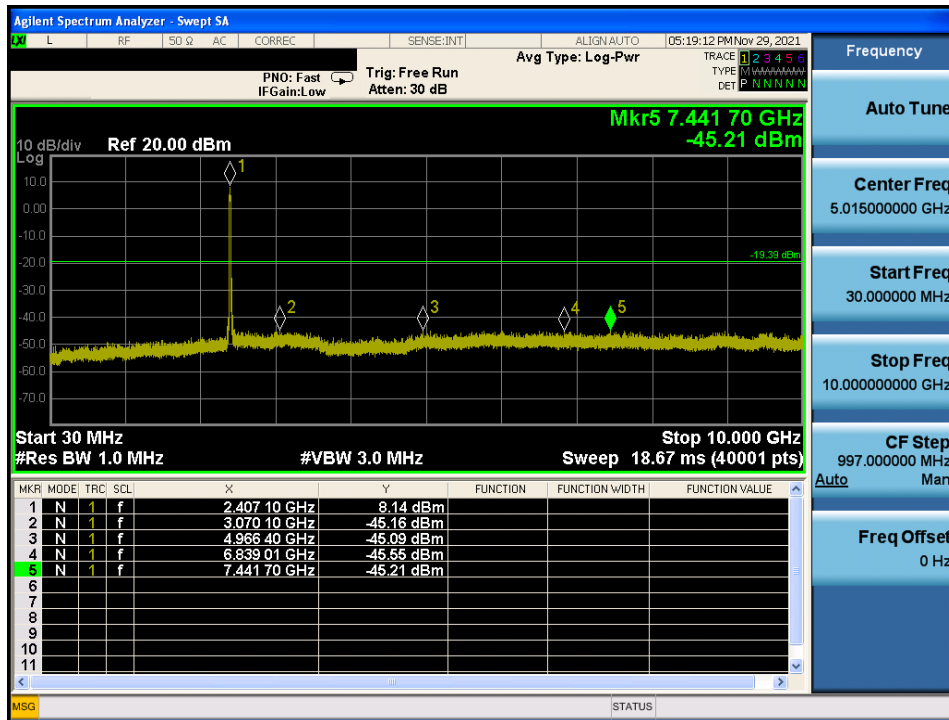 Agilent Spectrum Analyzer - Swept SA
LXI L RF 50 Ω AC CORREC SENSE:INT ALIGN AUTO 05:19:12 PM Nov 29, 2021
Frequency
Avg Type: Log-Pwr
TRACE 1 2 3 4 5 6
TYPE M WWWWW
DET P N N N N N
PNO: Fast
IFGain:Low
Trig: Free Run
Atten: 30 dB
Auto Tune
Mkr5 7.441 70 GHz
-45.21 dBm
10 dB/div Ref 20.00 dBm
Log
1
10.0
0.00
-10.0
-20.0
-19.39 dBm
-30.0
2 3 4 5
-40.0
-50.0
-60.0
-70.0
Start 30 MHz Stop 10.000 GHz
#Res BW 1.0 MHz #VBW 3.0 MHz Sweep 18.67 ms (40001 pts)
Center Freq
5.015000000 GHz
Start Freq
30.000000 MHz
Stop Freq
10.000000000 GHz
CF Step
997.000000 MHz
Auto Man
Freq Offset
0 Hz
MKR MODE TRC SCL X Y FUNCTION FUNCTION WIDTH FUNCTION VALUE
1 N 1 f 2.407 10 GHz 8.14 dBm
2 N 1 f 3.070 10 GHz -45.16 dBm
3 N 1 f 4.966 40 GHz -45.09 dBm
4 N 1 f 6.839 01 GHz -45.55 dBm
5 N 1 f 7.441 70 GHz -45.21 dBm
6
7
8
9
10
11
MSG STATUS